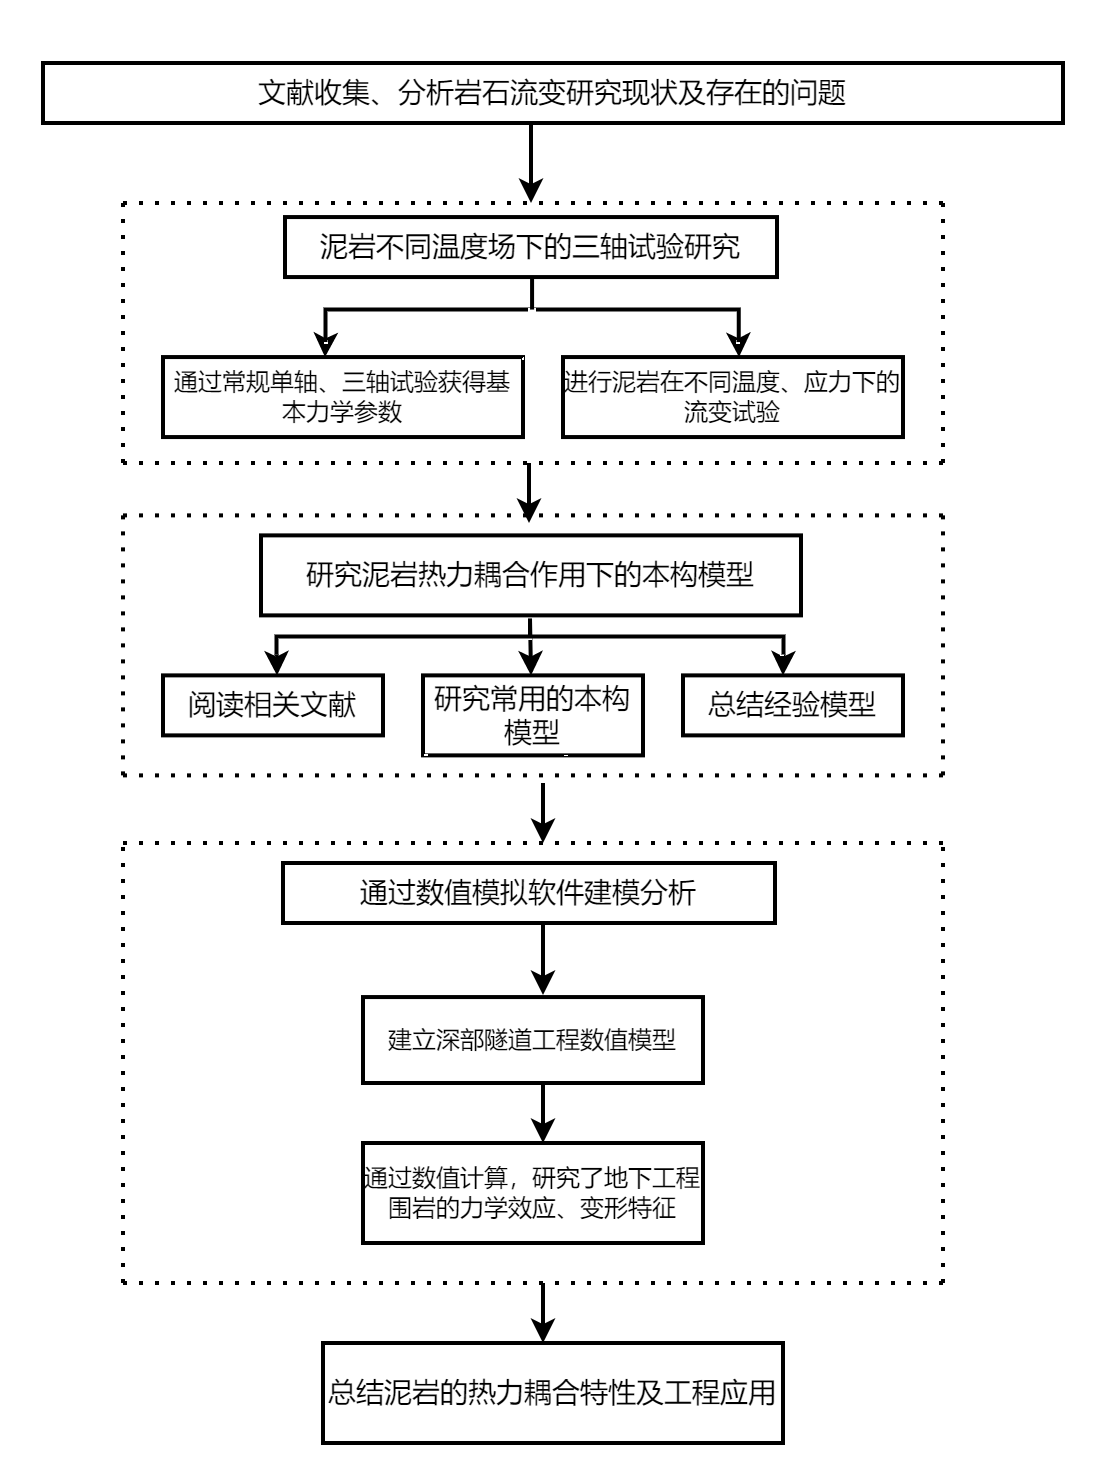 文献收集、分析岩石流变研究现状及存在的问题
泥岩不同温度场下的三轴试验研究
通过常规单轴、三轴试验获得基
本力学参数
进行泥岩在不同温度、应力下的
流变试验
研究泥岩热力耦合作用下的本构模型
阅读相关文献
研究常用的本构
模型
总结经验模型
通过数值模拟软件建模分析
建立深部隧道工程数值模型
通过数值计算，研究了地下工程
围岩的力学效应、变形特征
总结泥岩的热力耦合特性及工程应用